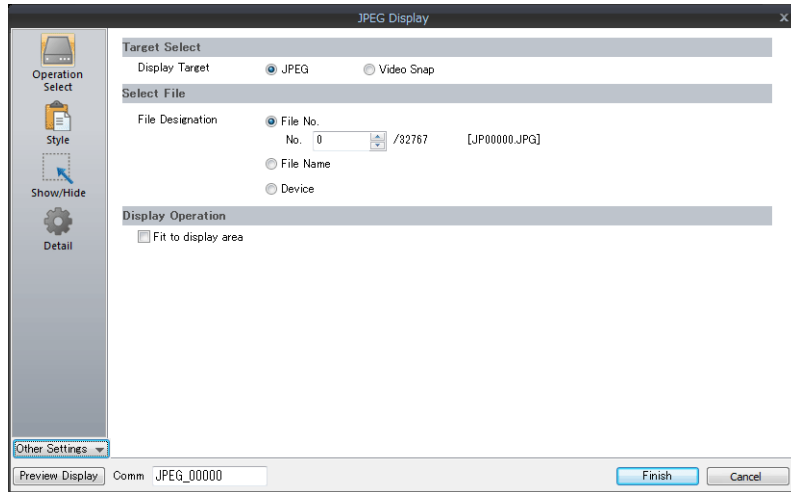 JPEG Display
x
Operation
Select
Style
Show/Hide
Detail
Other Settings
Target Select
Display Target JPEG Video Snap
Select File
File Designation File No.
No. 0 /32767 [JP00000.JPG]
File Name
Device
Display Operation
Fit to display area
Preview Display Comm JPEG_00000 Finish Cancel